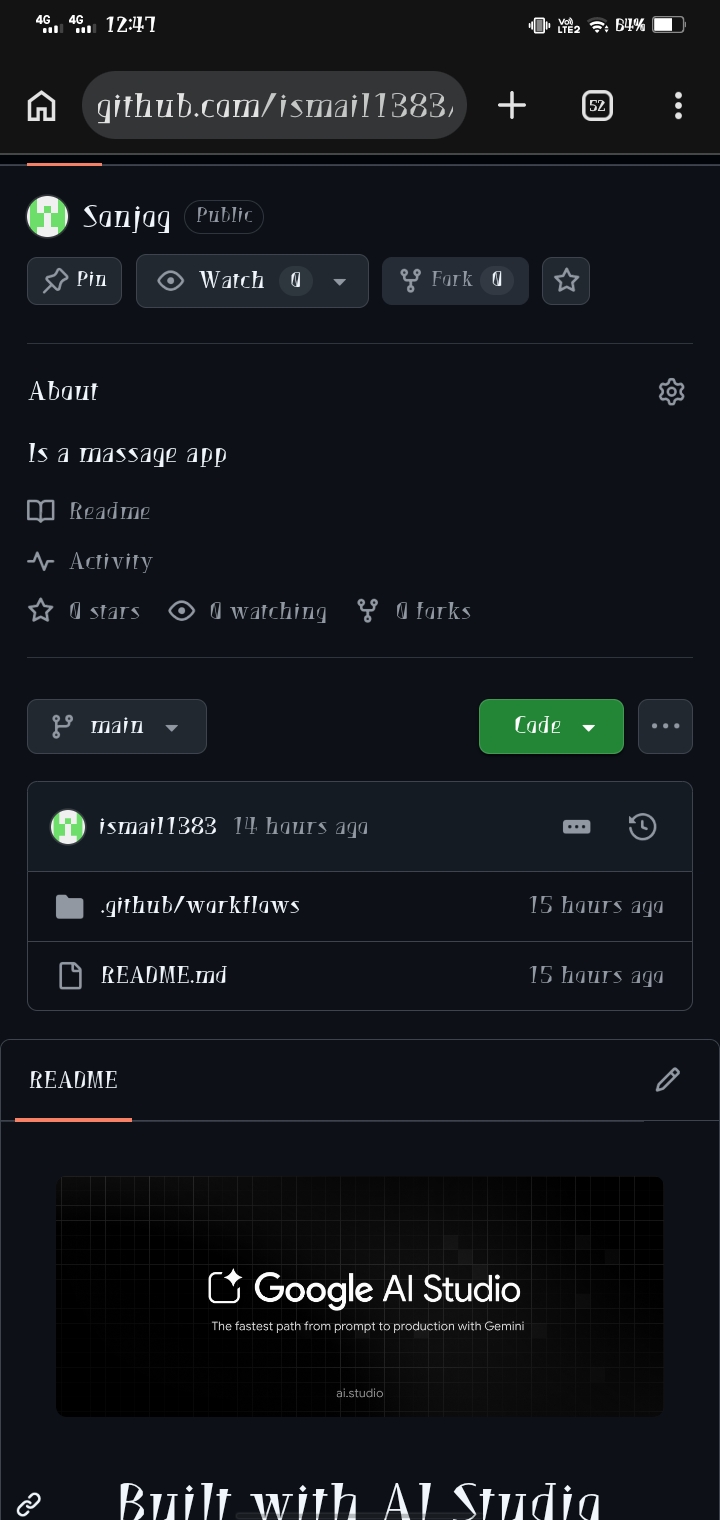 4G 4G 12:47 Vo) LTE2 64%
github.com/ismail1383/
52
Sanjaq Public
Pin Watch 0 Fork 0
About
Is a massage app
Readme
Activity
0 stars 0 watching 0 forks
main Code
ismail1383 14 hours ago
.github/workflows 15 hours ago
README.md 15 hours ago
README
Google AI Studio
The fastest path from prompt to production with Gemini
ai.studio
Built with AI Studio